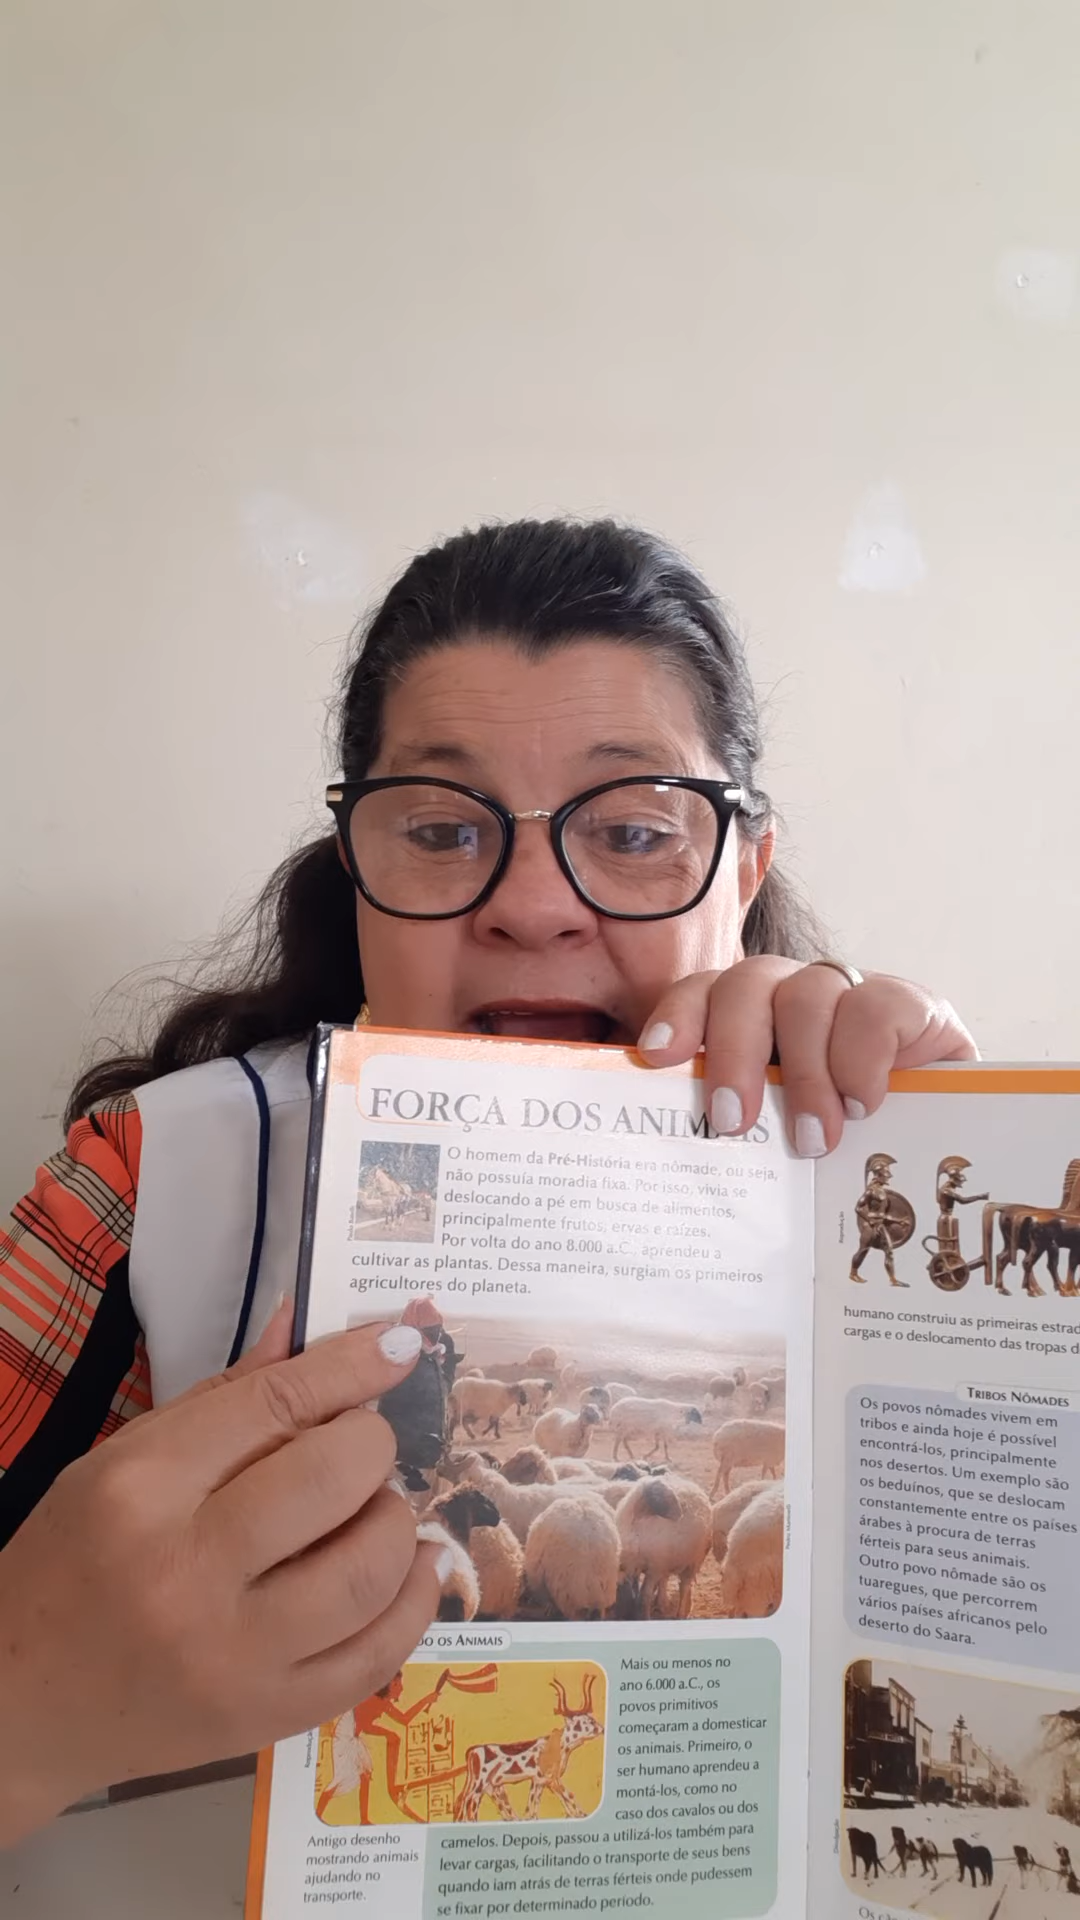 FORÇA DOS ANIMAIS
O homem da Pré-História era nômade, ou seja,
não possuía moradia fixa. Por isso, vivia se
deslocando a pé em busca de alimentos,
principalmente frutos, ervas e raízes.
Por volta do ano 8.000 a.C., aprendeu a
cultivar as plantas. Dessa maneira, surgiam os primeiros
agricultores do planeta.
DO OS ANIMAIS
Mais ou menos no
ano 6.000 a.C., os
povos primitivos
começaram a domesticar
os animais. Primeiro, o
ser humano aprendeu a
montá-los, como no
caso dos cavalos ou dos
camelos. Depois, passou a utilizá-los também para
levar cargas, facilitando o transporte de seus bens
quando iam atrás de terras férteis onde pudessem
se fixar por determinado período.
Antigo desenho
mostrando animais
ajudando no
transporte.
Reprodução
humano construiu as primeiras estrad
cargas e o deslocamento das tropas d
TRIBOS NÔMADES
Os povos nômades vivem em
tribos e ainda hoje é possível
encontrá-los, principalmente
nos desertos. Um exemplo são
os beduínos, que se deslocam
constantemente entre os países
árabes à procura de terras
férteis para seus animais.
Outro povo nômade são os
tuaregues, que percorrem
vários países africanos pelo
deserto do Saara.
Divulgação